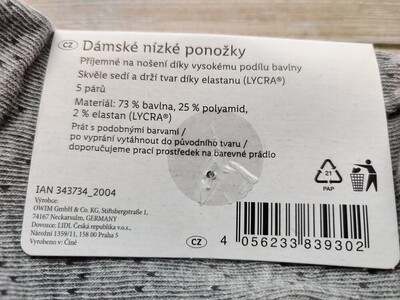 CZ Dámské nízké ponožky
Příjemné na nošení díky vysokému podílu bavlny
Skvěle sedí a drží tvar díky elastanu (LYCRA®)
5 párů
Materiál: 73 % bavlna, 25 % polyamid,
2 % elastan (LYCRA®)
Prát s podobnými barvami /
po vyprání vytáhnout do původního tvaru /
doporučujeme prací prostředek na barevné prádlo
21
PAP
IAN 343734_2004
Výrobce:
OWIM GmbH & Co. KG, Stiftsbergstraße 1,
74167 Neckarsulm, GERMANY
Dovozce: LIDL Česká republika v.o.s.,
Národní 1359/11, 158 00 Praha 5
Vyrobeno v: Číně
CZ
4 056233 839302